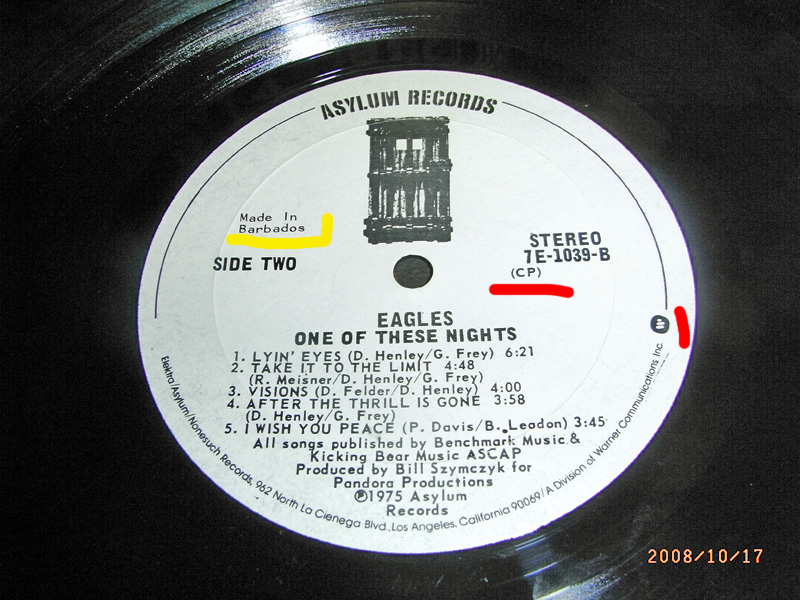 ASYLUM RECORDS
Made In
Barbados
SIDE TWO
STEREO
7E-1039-B
(CP)
EAGLES
ONE OF THESE NIGHTS
1. LYIN' EYES (D. Henley/G. Frey) 6:21
2. TAKE IT TO THE LIMIT 4:48
(R. Meisner/D. Henley/G. Frey)
3. VISIONS (D. Felder/D. Henley) 4:00
4. AFTER THE THRILL IS GONE 3:58
(D. Henley/G. Frey)
5. I WISH YOU PEACE (P. Davis/B. Leadon) 3:45
All songs published by Benchmark Music &
Kicking Bear Music ASCAP
Produced by Bill Szymczyk for
Pandora Productions
℗1975 Asylum
Records
Elektra/Asylum/Nonesuch Records, 962 North La Cienega Blvd., Los Angeles, California 90069/A Division of Warner Communications Inc
2008/10/17